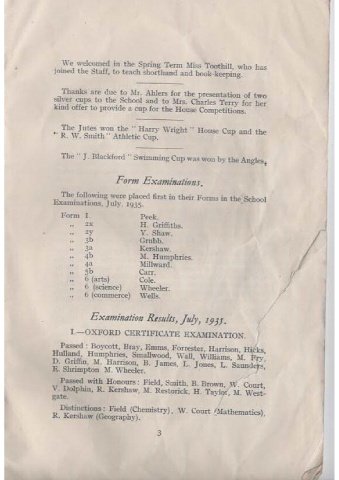 We welcomed in the Spring Term Miss Toothill, who has
joined the Staff, to teach shorthand and book-keeping.
Thanks are due to Mr. Ahlers for the presentation of two
silver cups to the School and to Mrs. Charles Terry for her
kind offer to provide a cup for the House Competitions.
The Jutes won the " Harry Wright " House Cup and the
" R. W. Smith " Athletic Cup.
The " J. Blackford " Swimming Cup was won by the Angles.
Form Examinations.
The following were placed first in their Forms in the School
Examinations, July 1935.
Form 1. Peek.
„ 2x H. Griffiths.
„ 2y Y. Shaw.
„ 3b Grubb.
„ 3a Kershaw.
„ 4b M. Humphries.
„ 4a Millward.
„ 5b Carr.
„ 6 (arts) Cole.
„ 6 (science) Wheeler.
„ 6 (commerce) Wells.
Examination Results, July, 1935.
I.—OXFORD CERTIFICATE EXAMINATION.
Passed : Boycott, Bray, Emms, Forrester, Harrison, Hicks,
Hulland, Humphries, Smallwood, Wall, Williams, M. Fry,
D. Griffin, M. Harrison, B. James, L. Jones, L. Saunders,
E. Shrimpton M. Wheeler.
Passed with Honours : Field, Smith, B. Brown, W. Court,
V. Dolphin, R. Kershaw, M. Restorick, H. Taylor, M. West-
gate.
Distinctions : Field (Chemistry), W. Court (Mathematics),
R. Kershaw (Geography).
3